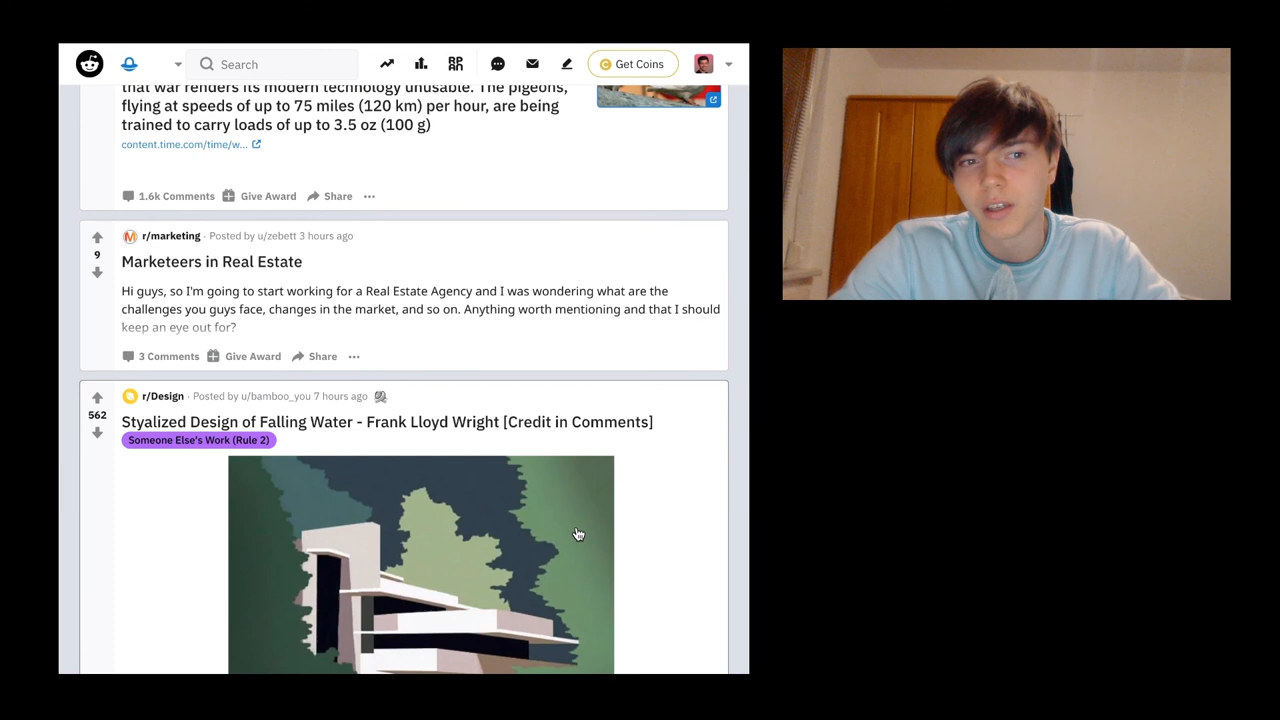 Search
Get Coins
that war renders its modern technology unusable. The pigeons,
flying at speeds of up to 75 miles (120 km) per hour, are being
trained to carry loads of up to 3.5 oz (100 g)
content.time.com/time/w...
1.6k Comments Give Award Share
r/marketing · Posted by u/zebett 3 hours ago
9
Marketeers in Real Estate
Hi guys, so I'm going to start working for a Real Estate Agency and I was wondering what are the
challenges you guys face, changes in the market, and so on. Anything worth mentioning and that I should
keep an eye out for?
3 Comments Give Award Share
r/Design · Posted by u/bamboo_you 7 hours ago
562
Styalized Design of Falling Water - Frank Lloyd Wright [Credit in Comments]
Someone Else's Work (Rule 2)